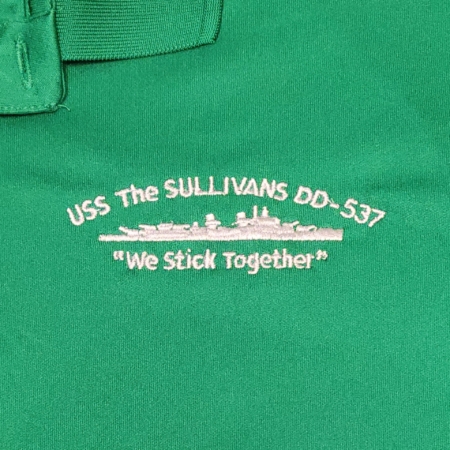 USS The SULLIVANS DD-537
"We Stick Together"